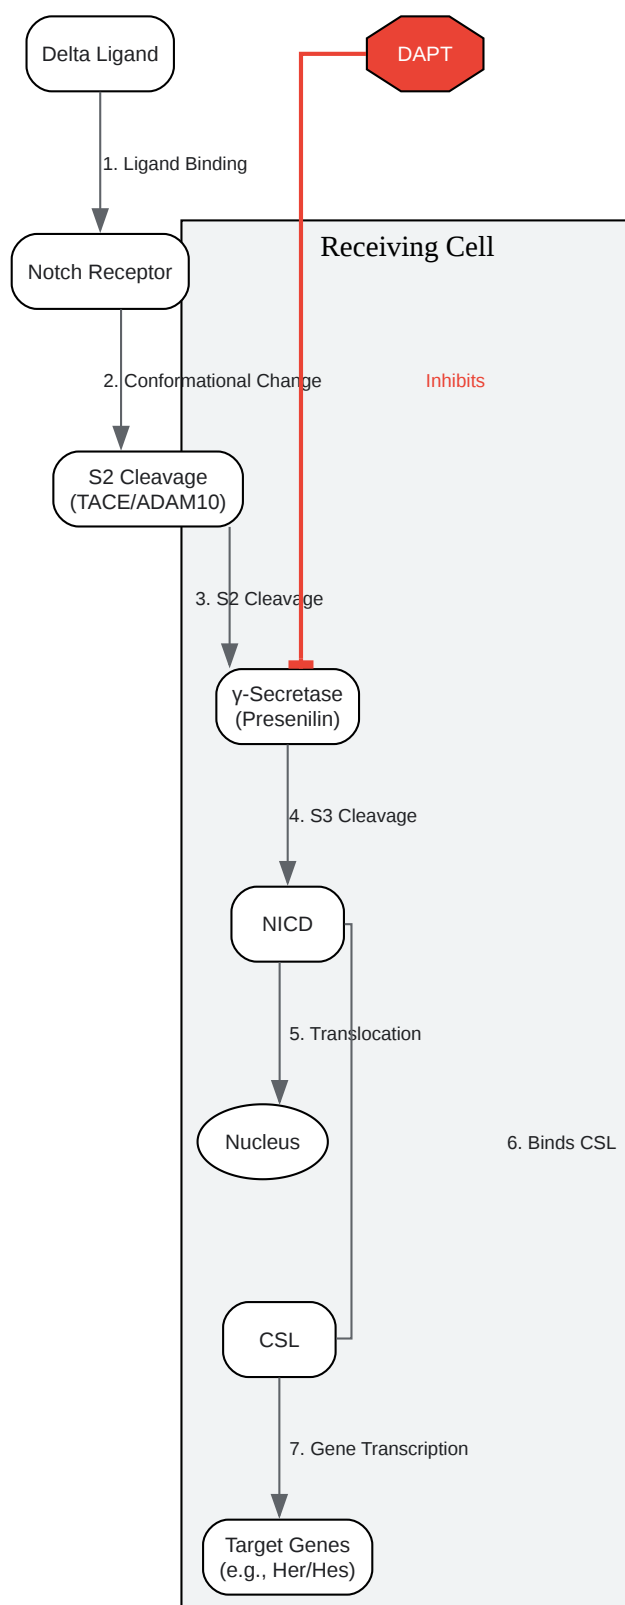 Delta Ligand
DAPT
1. Ligand Binding
Receiving Cell
Notch Receptor
2. Conformational Change
Inhibits
S2 Cleavage
(TACE/ADAM10)
3. S2 Cleavage
γ-Secretase
(Presenilin)
4. S3 Cleavage
NICD
5. Translocation
Nucleus
6. Binds CSL
CSL
7. Gene Transcription
Target Genes
(e.g., Her/Hes)